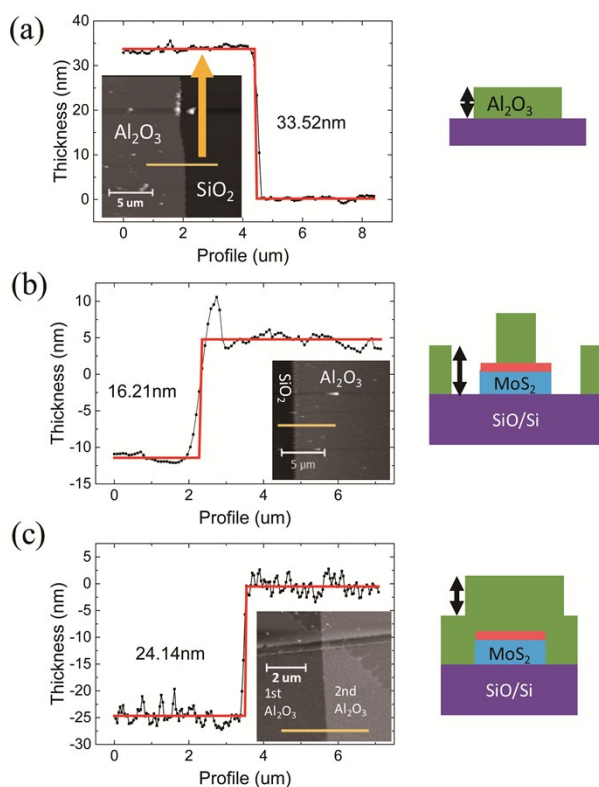 (a)
40
30
20
10
0
Thickness (nm)
Al₂O₃
SiO₂
5 um
33.52nm
0 2 4 6 8
Profile (um)
Al₂O₃
(b)
15
10
5
0
-5
-10
-15
Thickness (nm)
16.21nm
SiO₂
Al₂O₃
5 µm
0 2 4 6
Profile (um)
MoS₂
SiO/Si
(c)
5
0
-5
-10
-15
-20
-25
-30
Thickness (nm)
24.14nm
2 um
1st
Al₂O₃
2nd
Al₂O₃
0 2 4 6
Profile (um)
MoS₂
SiO/Si